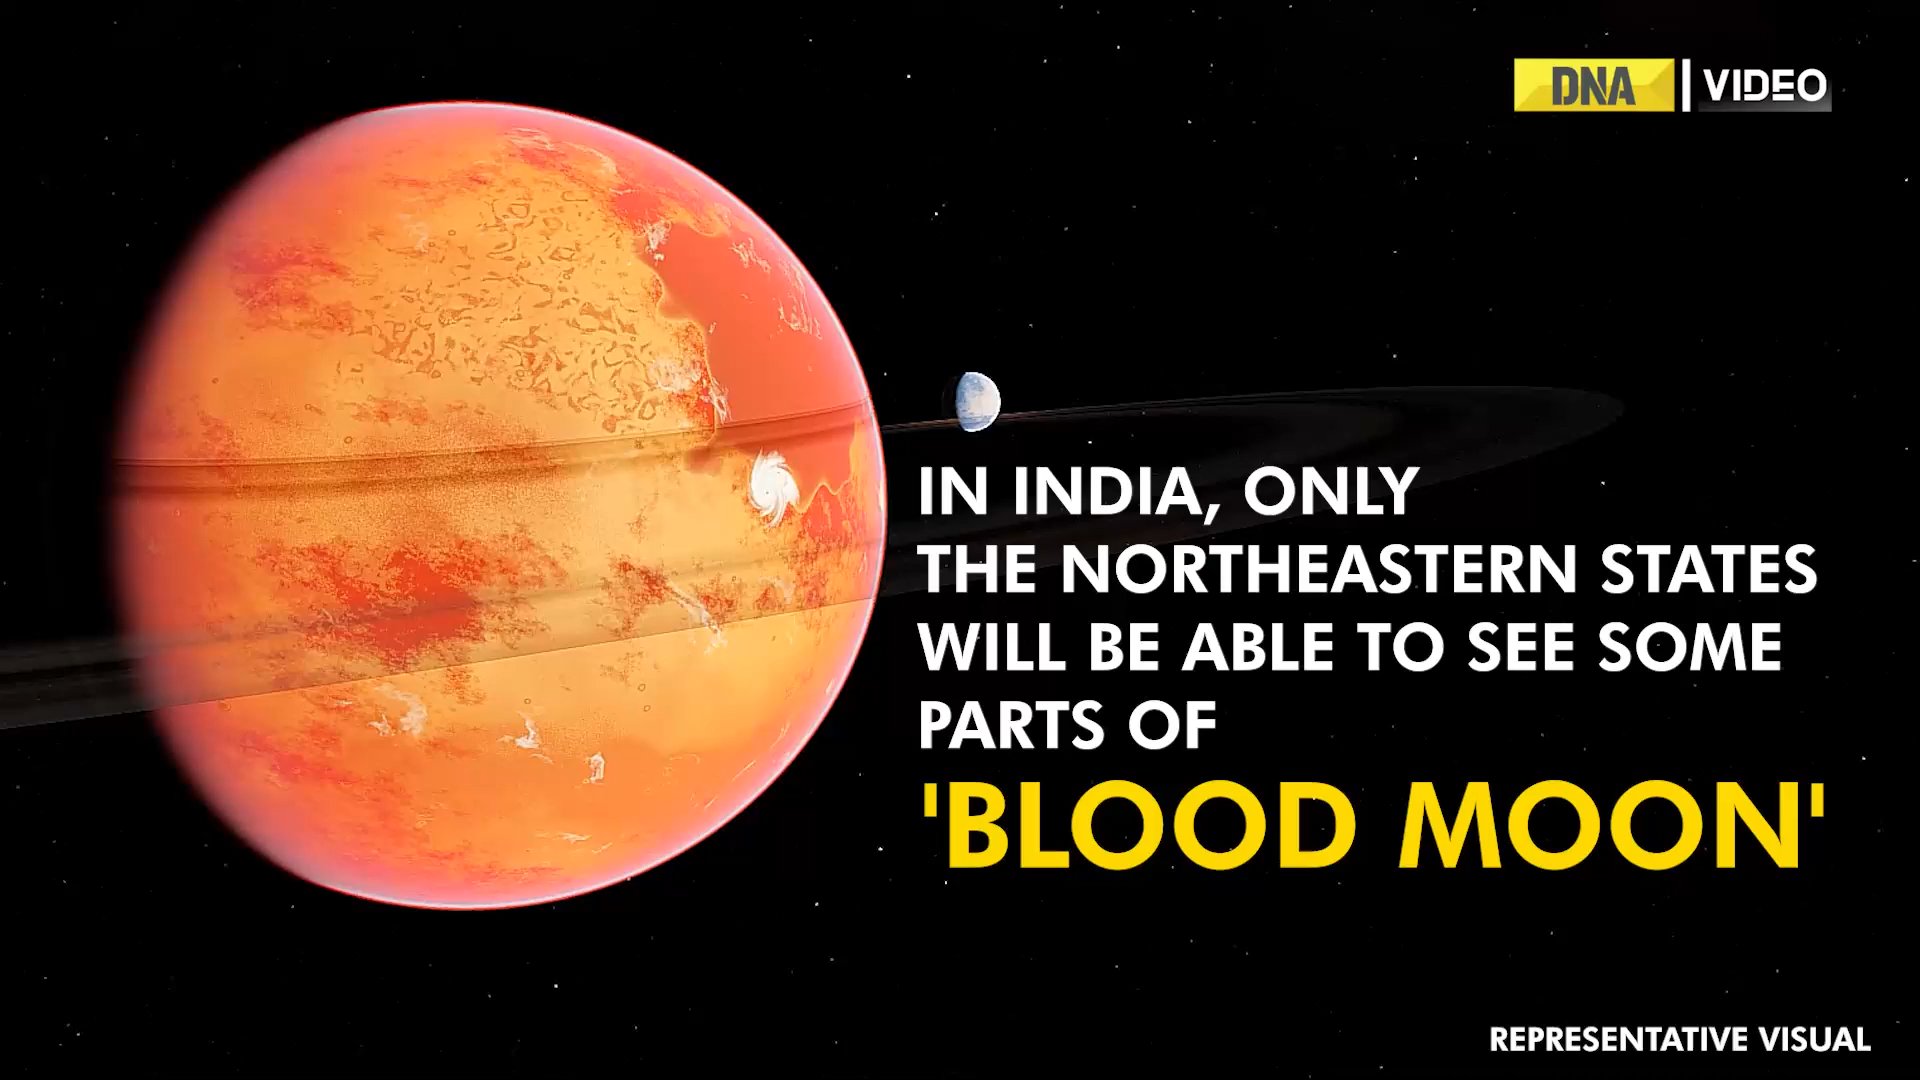 DNA | VIDEO
IN INDIA, ONLY
THE NORTHEASTERN STATES
WILL BE ABLE TO SEE SOME
PARTS OF
'BLOOD MOON'
REPRESENTATIVE VISUAL